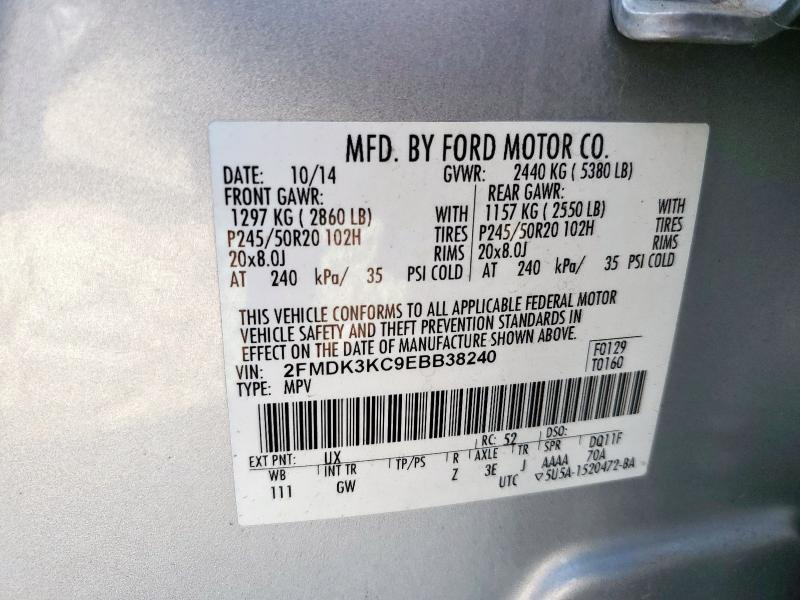 MFD. BY FORD MOTOR CO.
DATE: 10/14 GVWR: 2440 KG ( 5380 LB)
FRONT GAWR: REAR GAWR:
1297 KG ( 2860 LB) WITH 1157 KG ( 2550 LB) WITH
P245/50R20 102H TIRES P245/50R20 102H TIRES
20x8.0J RIMS 20x8.0J RIMS
AT 240 kPa/ 35 PSI COLD AT 240 kPa/ 35 PSI COLD
THIS VEHICLE CONFORMS TO ALL APPLICABLE FEDERAL MOTOR
VEHICLE SAFETY AND THEFT PREVENTION STANDARDS IN
EFFECT ON THE DATE OF MANUFACTURE SHOWN ABOVE.
VIN: 2FMDK3KC9EBB38240 F0129
TYPE: MPV T0160
EXT PNT: UX RC: 52 DSO:
WB INT TR TP/PS R AXLE TR SPR DQ11F
111 GW Z 3E J AAAA 70A
UTC ▽5U5A-1520472-BA